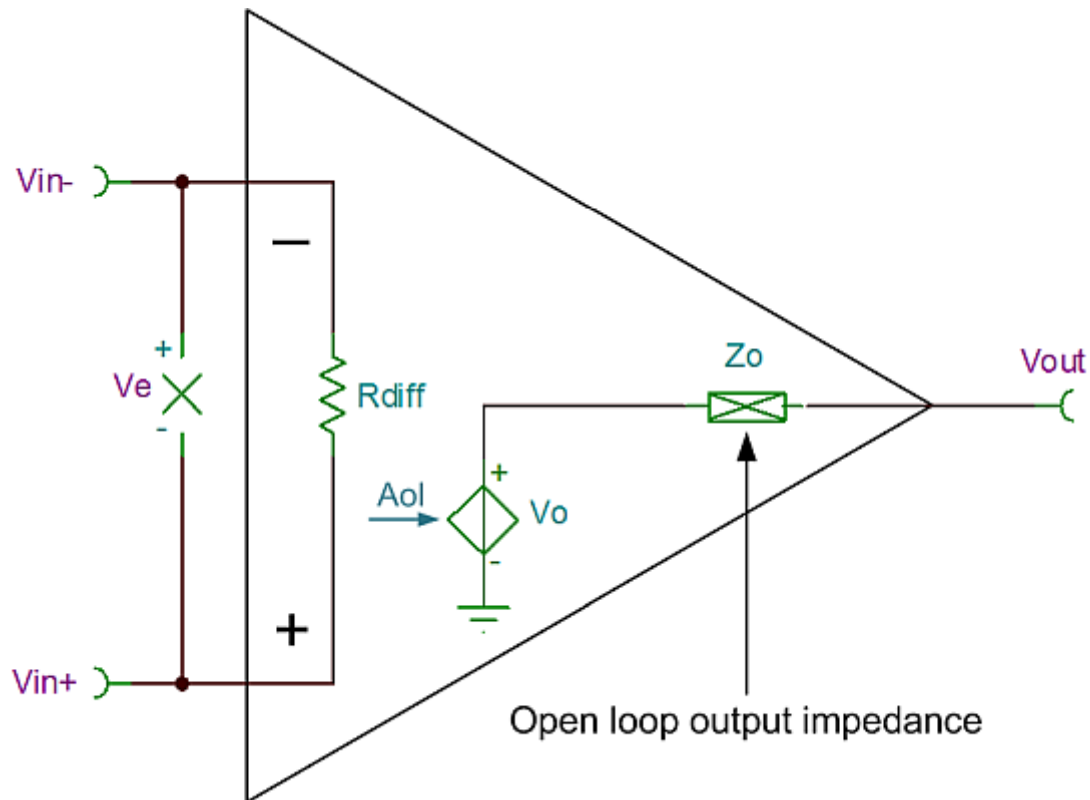 Vin-
−
+
Ve
-
Rdiff
Zo
Vout
Aol
+
Vo
-
+
Vin+
Open loop output impedance